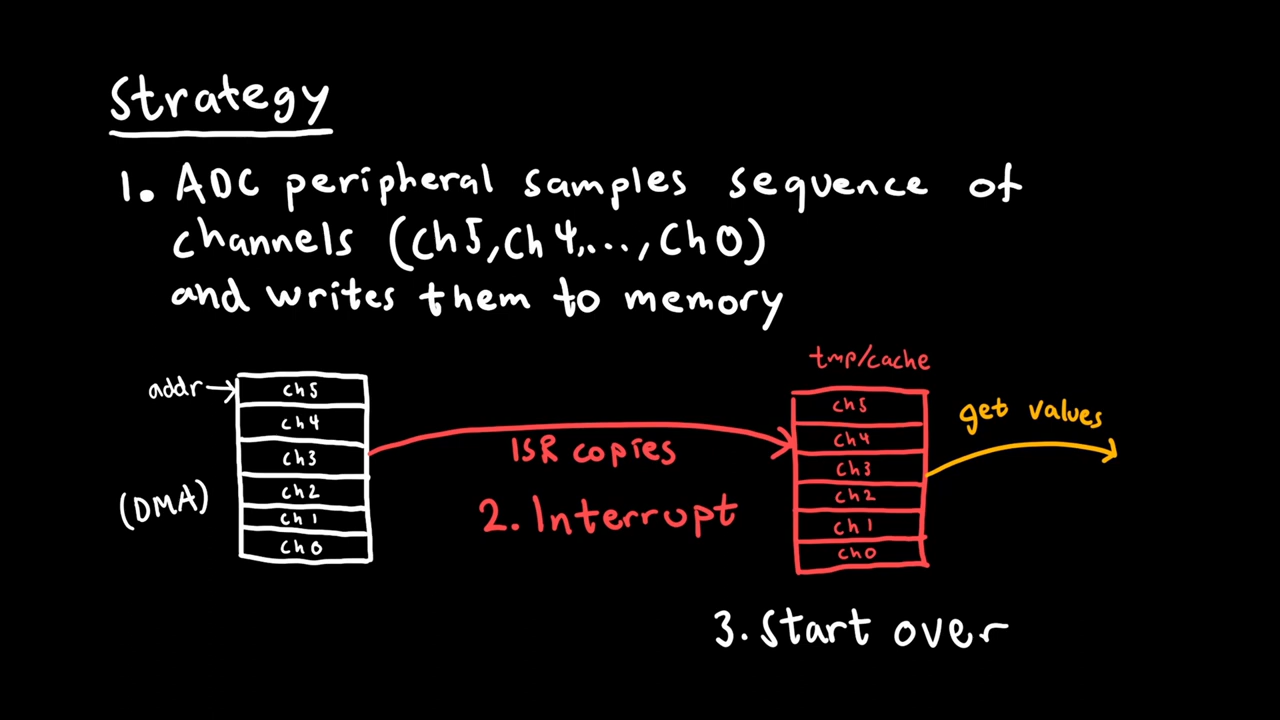 Strategy
1. ADC peripheral samples sequence of
channels (Ch5, Ch4,..., Ch0)
and writes them to memory
addr
ch5
ch4
ch3
ch2
ch1
ch0
(DMA)
ISR copies
2. Interrupt
tmp/cache
ch5
ch4
ch3
ch2
ch1
ch0
get values
3. Start over